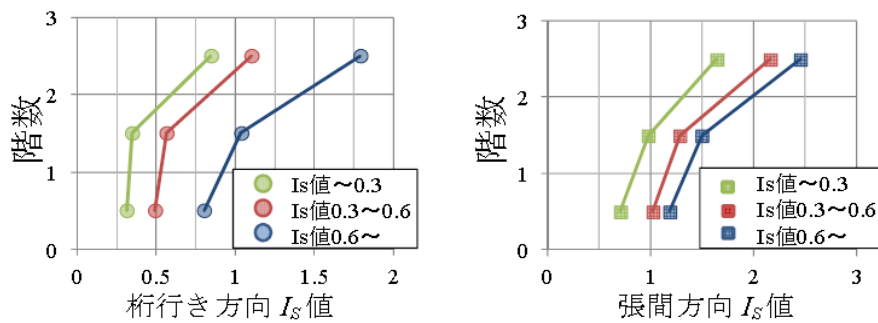 3
2
1
0
階数
Is値～0.3
Is値0.3～0.6
Is値0.6～
0 0.5 1 1.5 2
桁行き方向 IS値
3
2
1
0
階数
Is値～0.3
Is値0.3～0.6
Is値0.6～
0 1 2 3
張間方向 IS値